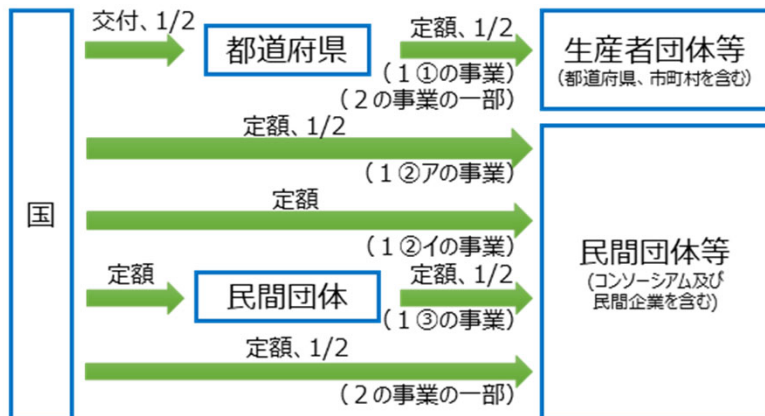 国
交付、1/2
都道府県
定額、1/2
(1①の事業)
(2の事業の一部)
生産者団体等
(都道府県、市町村を含む)
定額、1/2
(1②アの事業)
定額
(1②イの事業)
定額
民間団体
定額、1/2
(1③の事業)
定額、1/2
(2の事業の一部)
民間団体等
(コンソーシアム及び
民間企業を含む)